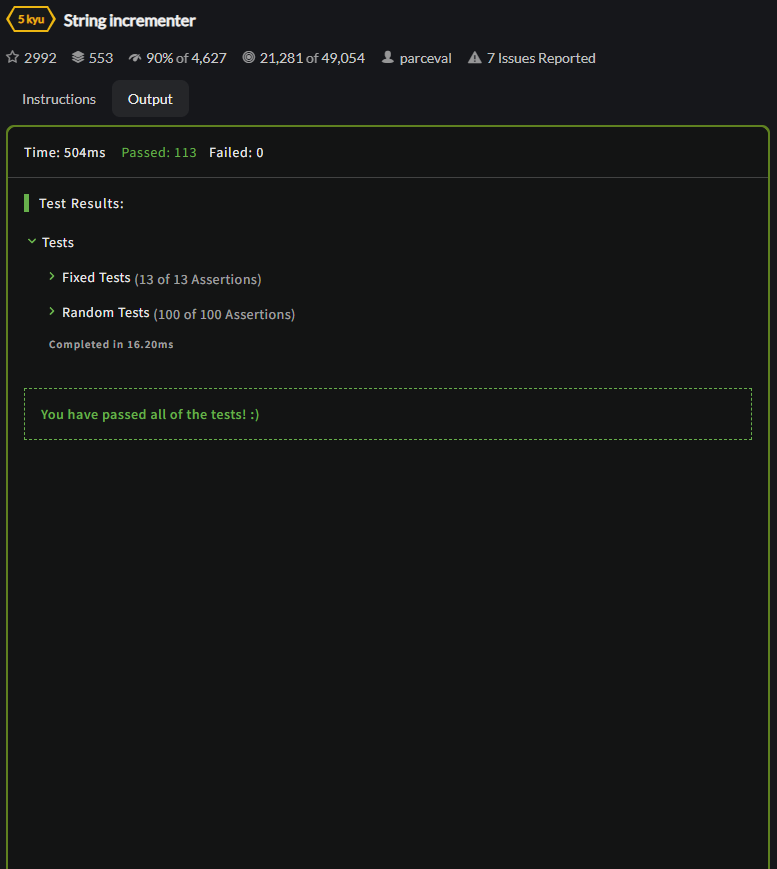 5 kyu String incrementer
2992 553 90% of 4,627 21,281 of 49,054 parceval 7 Issues Reported
Instructions Output
Time: 504ms Passed: 113 Failed: 0
Test Results:
Tests
Fixed Tests (13 of 13 Assertions)
Random Tests (100 of 100 Assertions)
Completed in 16.20ms
You have passed all of the tests! :)